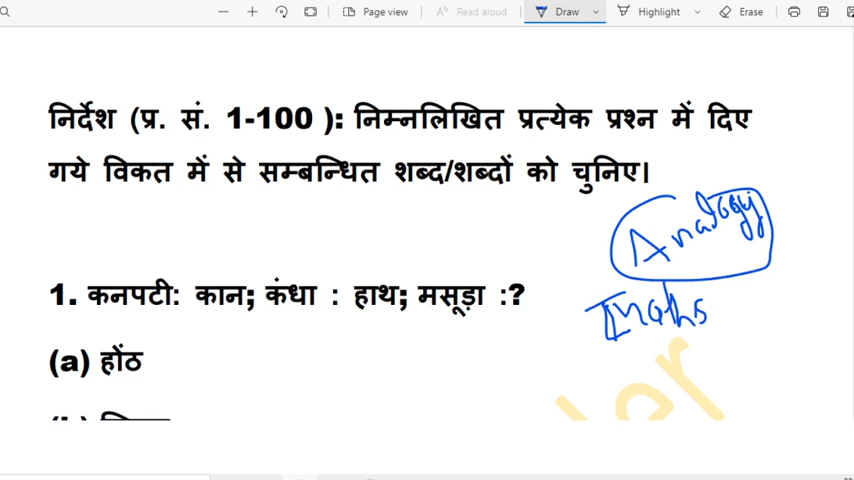 Page view
Read aloud
Draw
Highlight
Erase
निर्देश (प्र. सं. 1-100 ): निम्नलिखित प्रत्येक प्रश्न में दिए
गये विकत में से सम्बन्धित शब्द/शब्दों को चुनिए।
Analogy
1. कनपटी: कान; कंधा : हाथ; मसूड़ा :?
(a) होंठ